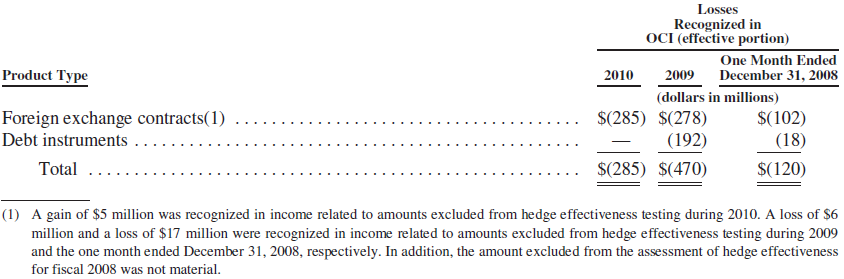 Losses
Recognized in
OCI (effective portion)
One Month Ended
Product Type 2010 2009 December 31, 2008
(dollars in millions)
Foreign exchange contracts(1) $(285) $(278) $(102)
Debt instruments — (192) (18)
Total $(285) $(470) $(120)
(1) A gain of $5 million was recognized in income related to amounts excluded from hedge effectiveness testing during 2010. A loss of $6
million and a loss of $17 million were recognized in income related to amounts excluded from hedge effectiveness testing during 2009
and the one month ended December 31, 2008, respectively. In addition, the amount excluded from the assessment of hedge effectiveness
for fiscal 2008 was not material.